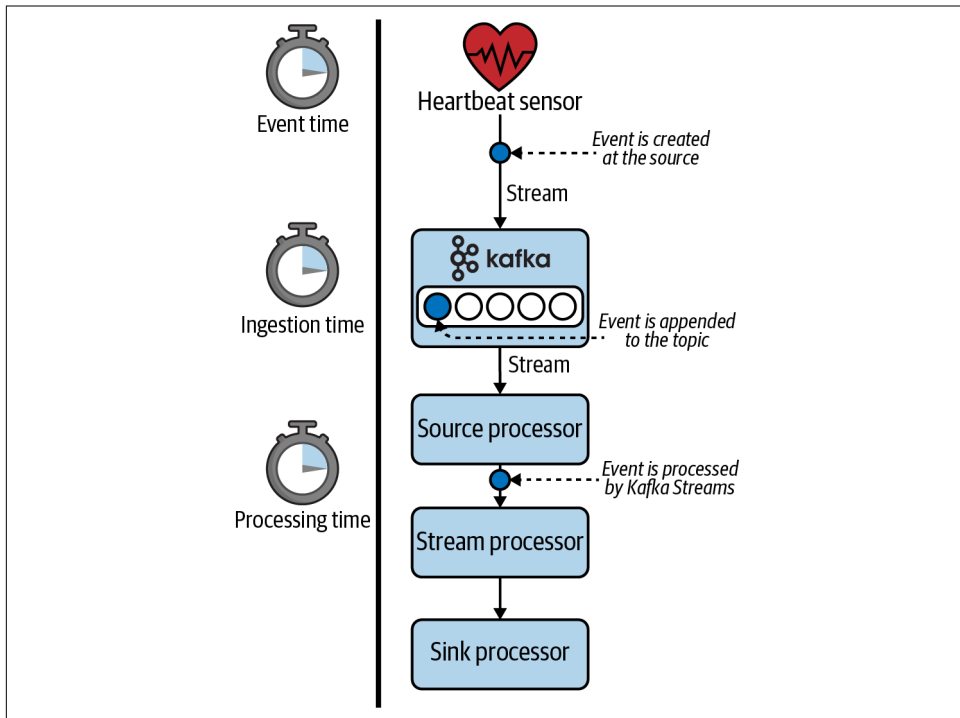 Event time
Heartbeat sensor
Event is created
at the source
Stream
kafka
Ingestion time
Event is appended
to the topic
Stream
Source processor
Processing time
Event is processed
by Kafka Streams
Stream processor
Sink processor